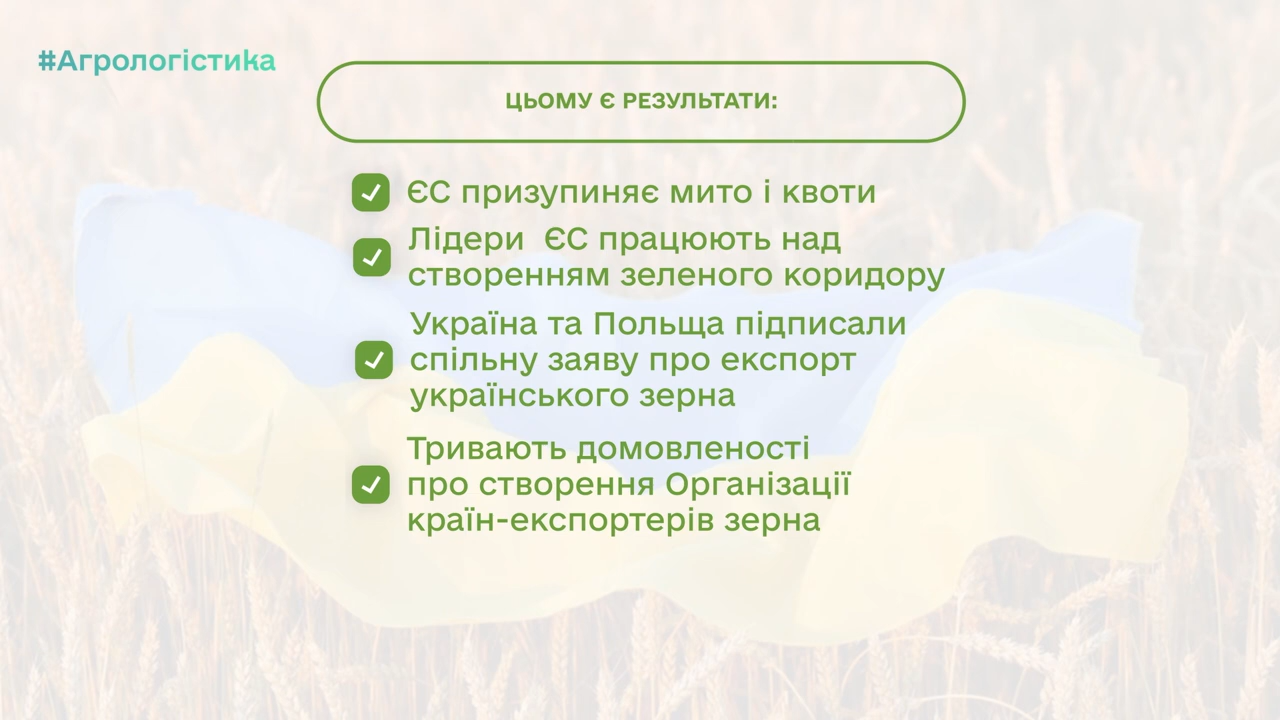 #Агрологістика
ЦЬОМУ Є РЕЗУЛЬТАТИ:
ЄС призупиняє мито і квоти
Лідери ЄС працюють над
створенням зеленого коридору
Україна та Польща підписали
спільну заяву про експорт
українського зерна
Тривають домовленості
про створення Організації
країн-експортерів зерна